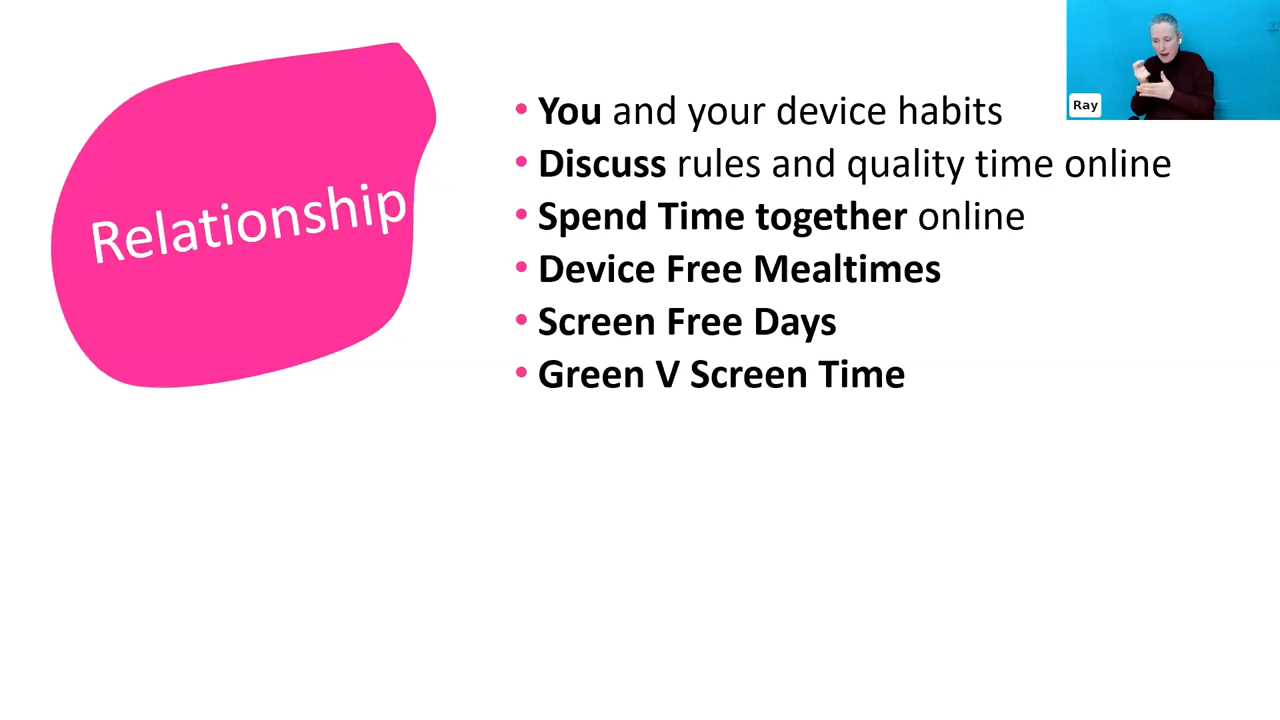 Relationship
You and your device habits
Discuss rules and quality time online
Spend Time together online
Device Free Mealtimes
Screen Free Days
Green V Screen Time
Ray